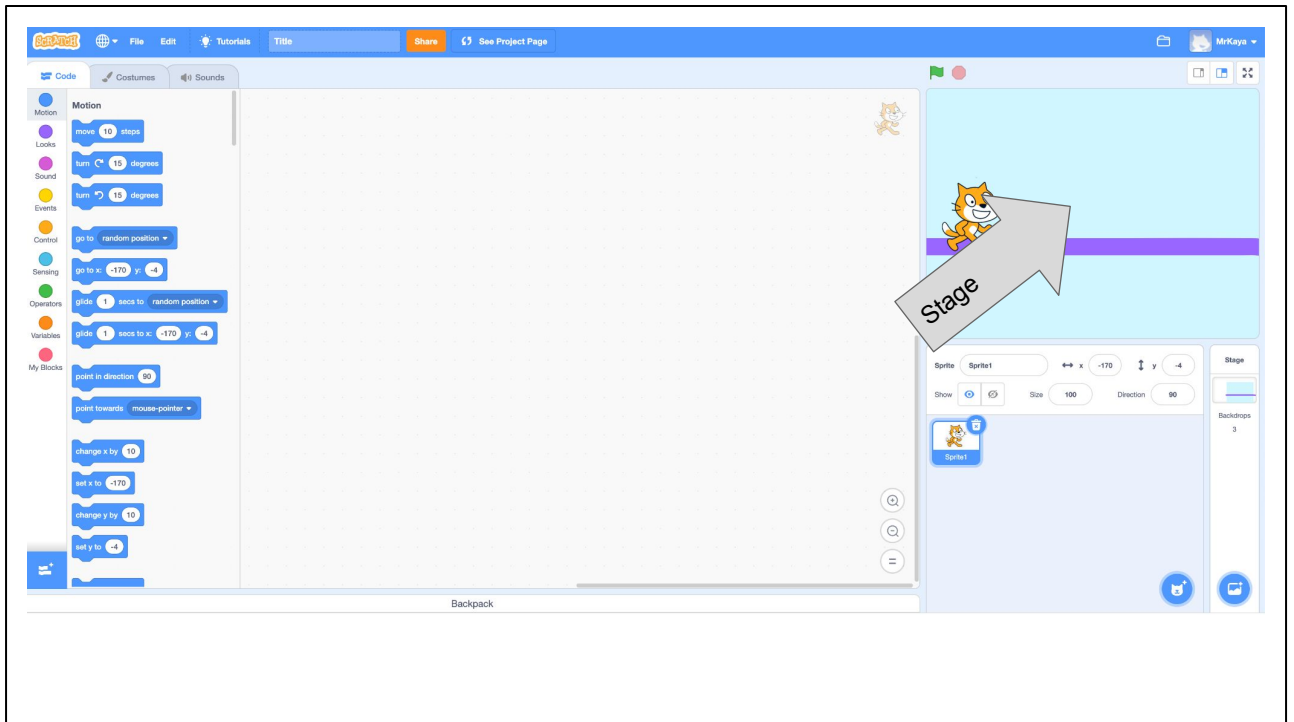 SCRATCH File Edit Tutorials Title Share See Project Page MrKaya
Code Costumes Sounds
Motion
Looks
Sound
Events
Control
Sensing
Operators
Variables
My Blocks
Motion
move 10 steps
turn 15 degrees
turn 15 degrees
go to random position
go to x: -170 y: -4
glide 1 secs to random position
glide 1 secs to x: -170 y: -4
point in direction 90
point towards mouse-pointer
change x by 10
set x to -170
change y by 10
set y to -4
Backpack
Stage
Sprite Sprite1 x -170 y -4
Show Size 100 Direction 90
Sprite1
Stage
Backdrops
3